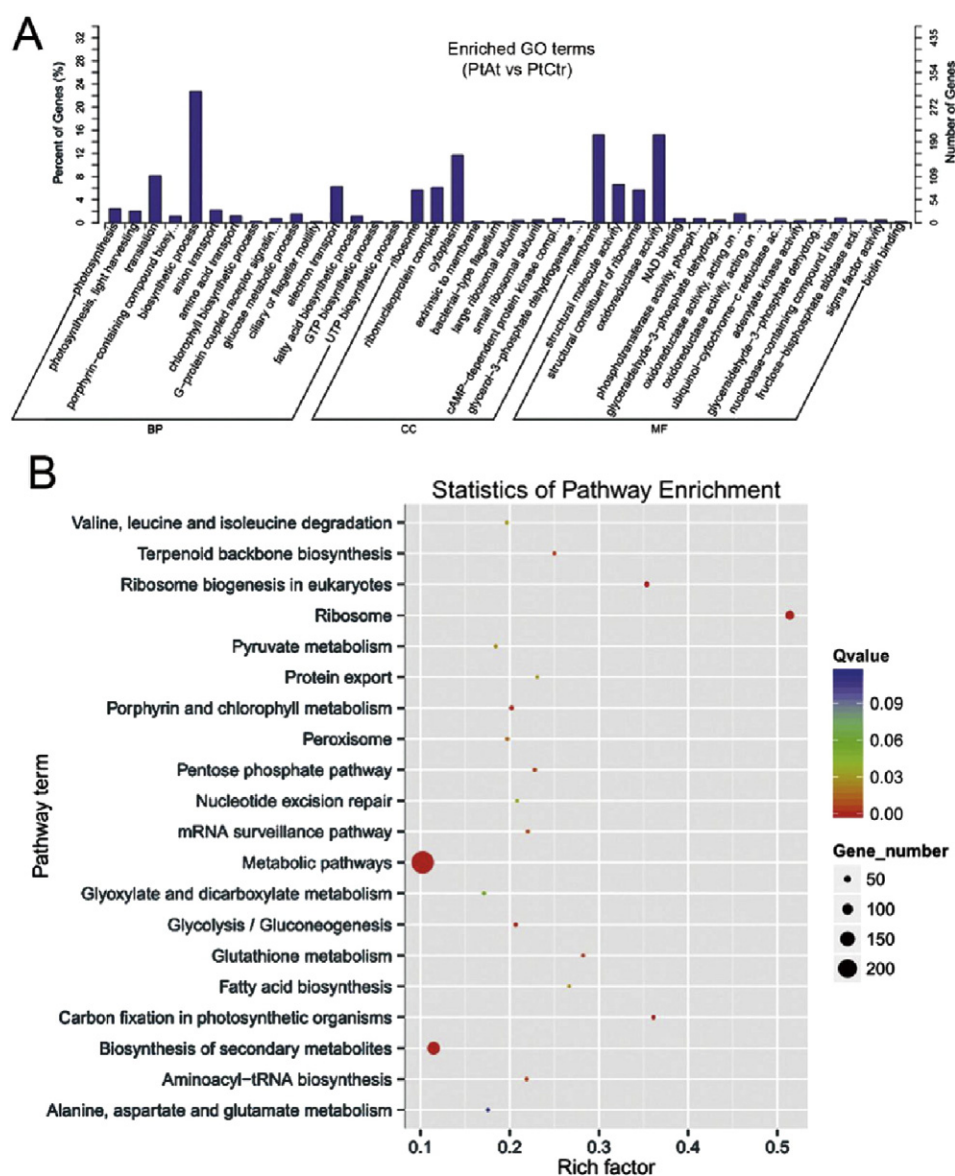 A
Enriched GO terms
(PtAt vs PtCtr)
Percent of Genes (%)
Number of Genes
32
28
24
20
16
12
8
4
0
435
354
272
190
109
54
0
photosynthesis
photosynthesis, light harvesting
translation
porphyrin-containing compound biosy...
biosynthetic process
anion transport
amino acid transport
chlorophyll biosynthetic process
G-protein coupled receptor signalin...
glucose metabolic process
ciliary or flagellar motility
electron transport
fatty acid biosynthetic process
GTP biosynthetic process
UTP biosynthetic process
ribosome
ribonucleoprotein complex
cytoplasm
extrinsic to membrane
bacterial-type flagellum
large ribosomal subunit
small ribosomal subunit
cAMP-dependent protein kinase compl...
glycerol-3-phosphate dehydrogenase ...
membrane
structural molecule activity
structural constituent of ribosome
oxidoreductase activity
NAD binding
phosphotransferase activity, phosph...
glyceraldehyde-3-phosphate dehydrog...
oxidoreductase activity, acting on ...
oxidoreductase activity, acting on ...
ubiquinol-cytochrome-c reductase ac...
adenylate kinase activity
glyceraldehyde-3-phosphate dehydrog...
nucleobase-containing compound kina...
fructose-bisphosphate aldolase acti...
sigma factor activity
biotin binding
BP
CC
MF
B
Statistics of Pathway Enrichment
Pathway term
Valine, leucine and isoleucine degradation
Terpenoid backbone biosynthesis
Ribosome biogenesis in eukaryotes
Ribosome
Pyruvate metabolism
Protein export
Porphyrin and chlorophyll metabolism
Peroxisome
Pentose phosphate pathway
Nucleotide excision repair
mRNA surveillance pathway
Metabolic pathways
Glyoxylate and dicarboxylate metabolism
Glycolysis / Gluconeogenesis
Glutathione metabolism
Fatty acid biosynthesis
Carbon fixation in photosynthetic organisms
Biosynthesis of secondary metabolites
Aminoacyl-tRNA biosynthesis
Alanine, aspartate and glutamate metabolism
0.1 0.2 0.3 0.4 0.5
Rich factor
Qvalue
0.09
0.06
0.03
0.00
Gene_number
50
100
150
200